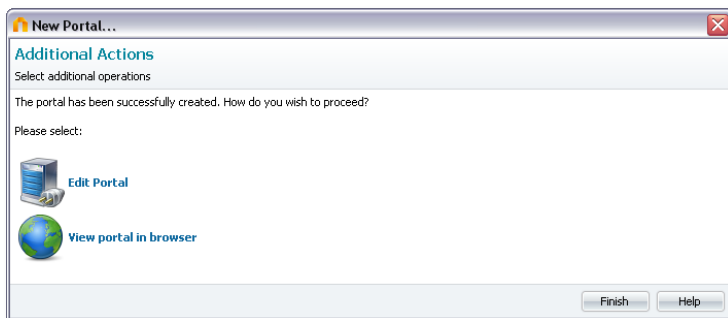 New Portal...
Additional Actions
Select additional operations
The portal has been successfully created. How do you wish to proceed?
Please select:
Edit Portal
View portal in browser
Finish Help